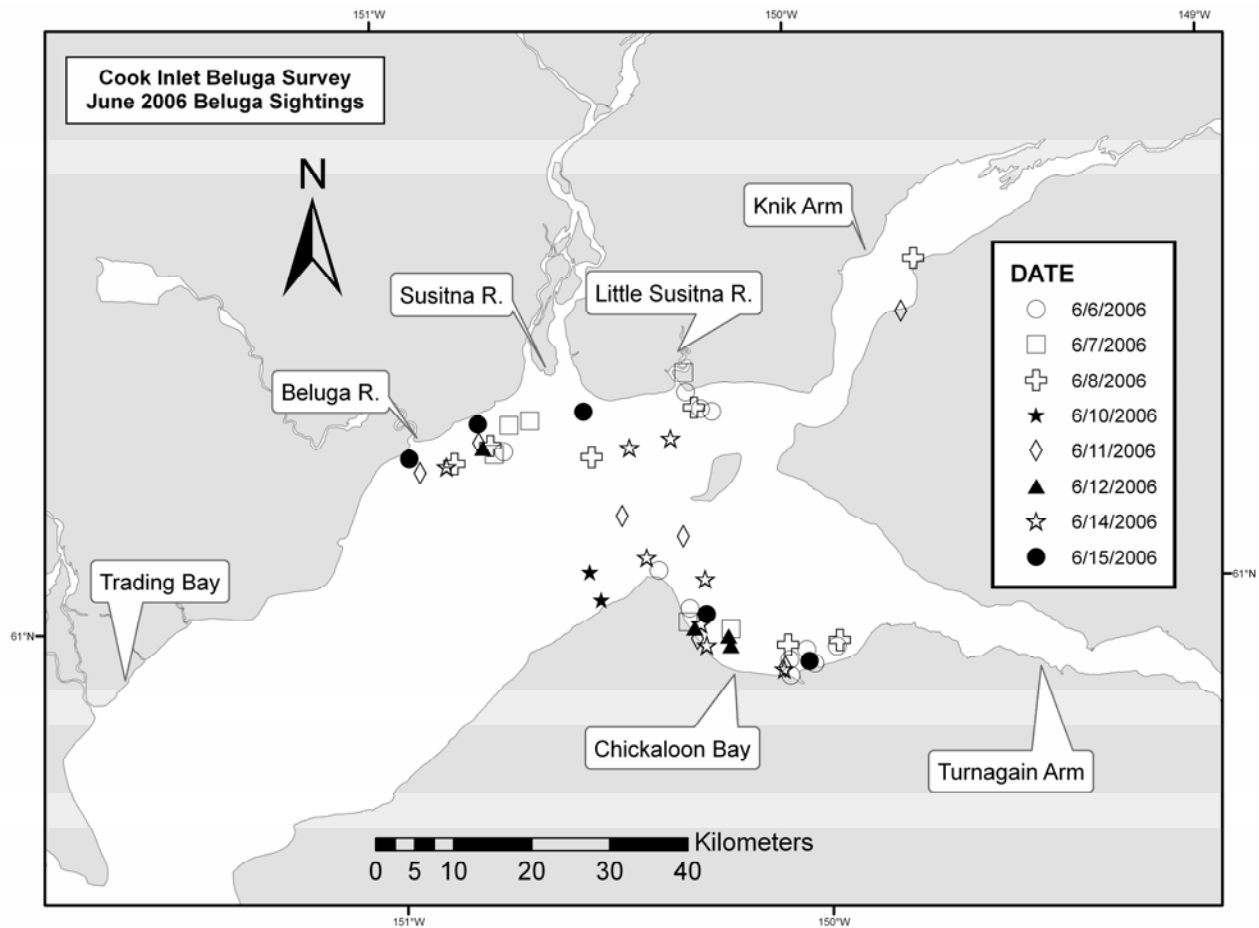 151°W
150°W
149°W
Cook Inlet Beluga Survey
June 2006 Beluga Sightings
N
Knik Arm
Susitna R.
Little Susitna R.
Beluga R.
DATE
6/6/2006
6/7/2006
6/8/2006
6/10/2006
6/11/2006
6/12/2006
6/14/2006
6/15/2006
Trading Bay
61°N
61°N
Chickaloon Bay
Turnagain Arm
Kilometers
0 5 10 20 30 40
151°W
150°W